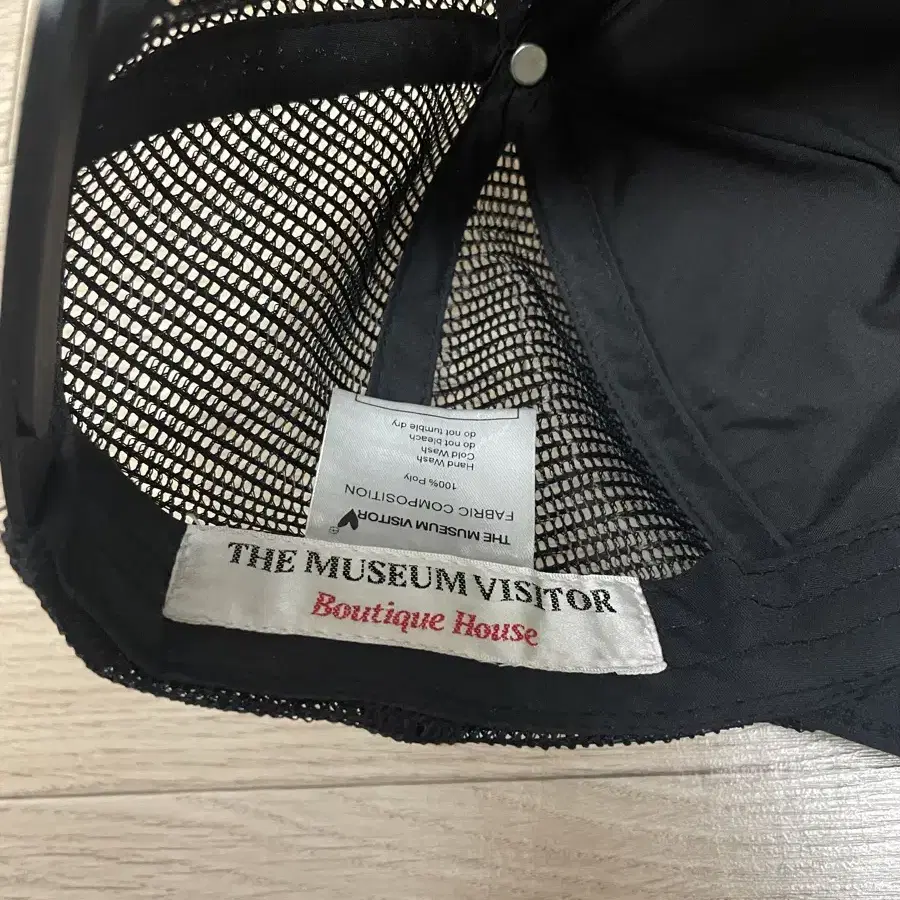 THE MUSEUM VISITOR
Boutique House
THE MUSEUM VISITOR
FABRIC COMPOSITION
100% Poly
Hand Wash
Cold Wash
do not bleach
do not tumble dry